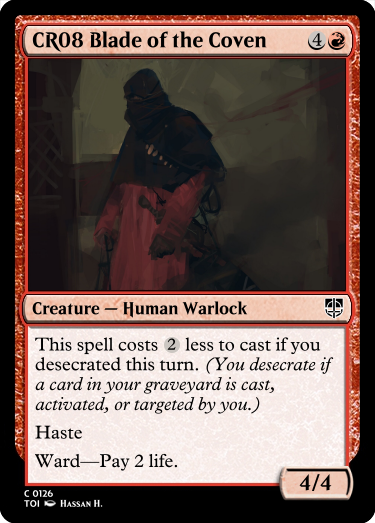 CR08 Blade of the Coven 4
Creature — Human Warlock
This spell costs 2 less to cast if you
desecrated this turn. (You desecrate if
a card in your graveyard is cast,
activated, or targeted by you.)
Haste
Ward—Pay 2 life.
4/4
C 0126
TOI HASSAN H.